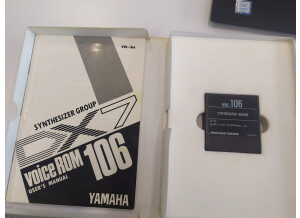 VRC-106
SYNTHESIZER GROUP
DX7
Voice ROM 106
USER'S MANUAL
YAMAHA
VRC 106
SYNTHESIZER GROUP